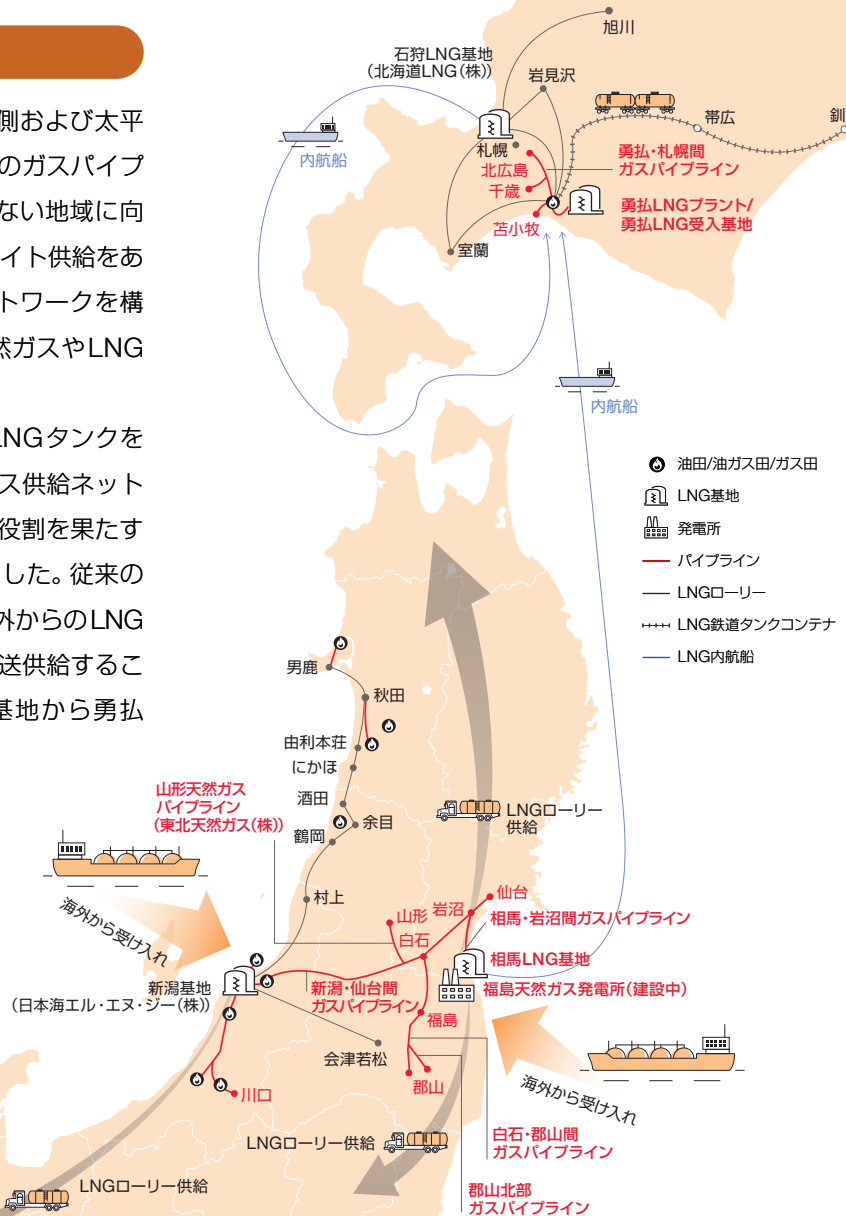 側および太平
のガスパイプ
ない地域に向
イト供給をあ
トワークを構
然ガスやLNG
LNGタンクを
ス供給ネット
役割を果たす
した。従来の
外からのLNG
送供給するこ
基地から勇払
旭川
石狩LNG基地
(北海道LNG(株))
岩見沢
帯広
釧
内航船
札幌
北広島
千歳
勇払・札幌間
ガスパイプライン
苫小牧
勇払LNGプラント/
勇払LNG受入基地
室蘭
内航船
油田/油ガス田/ガス田
LNG基地
発電所
パイプライン
LNGローリー
LNG鉄道タンクコンテナ
LNG内航船
男鹿
秋田
由利本荘
にかほ
酒田
余目
鶴岡
村上
山形天然ガス
パイプライン
(東北天然ガス(株))
LNGローリー
供給
海外から受け入れ
仙台
岩沼
山形
白石
相馬・岩沼間ガスパイプライン
相馬LNG基地
福島天然ガス発電所(建設中)
新潟基地
(日本海エル・エヌ・ジー(株))
新潟・仙台間
ガスパイプライン
福島
会津若松
郡山
川口
海外から受け入れ
白石・郡山間
ガスパイプライン
LNGローリー供給
LNGローリー供給
郡山北部
ガスパイプライン